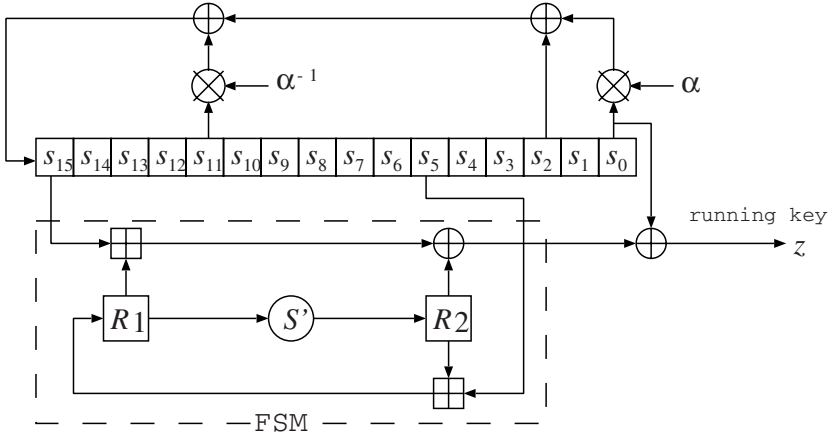 α⁻¹
α
s₁₅ s₁₄ s₁₃ s₁₂ s₁₁ s₁₀ s₉ s₈ s₇ s₆ s₅ s₄ s₃ s₂ s₁ s₀
running key
z
R1 S' R2
FSM